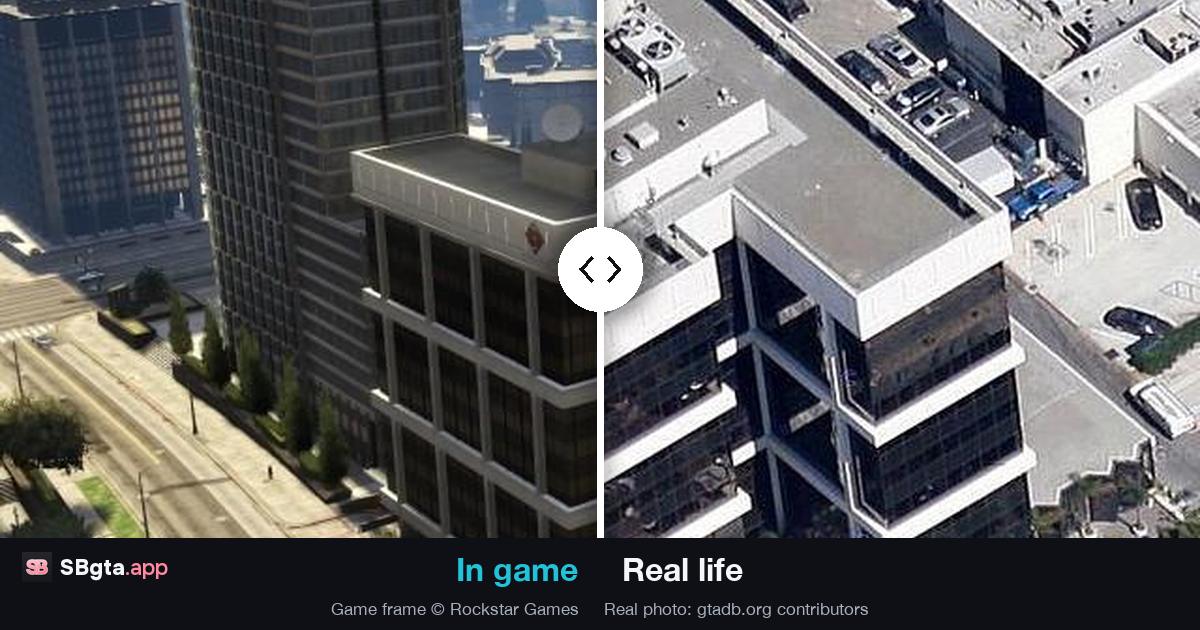 SB SBgta.app
In game
Real life
Game frame © Rockstar Games
Real photo: gtadb.org contributors